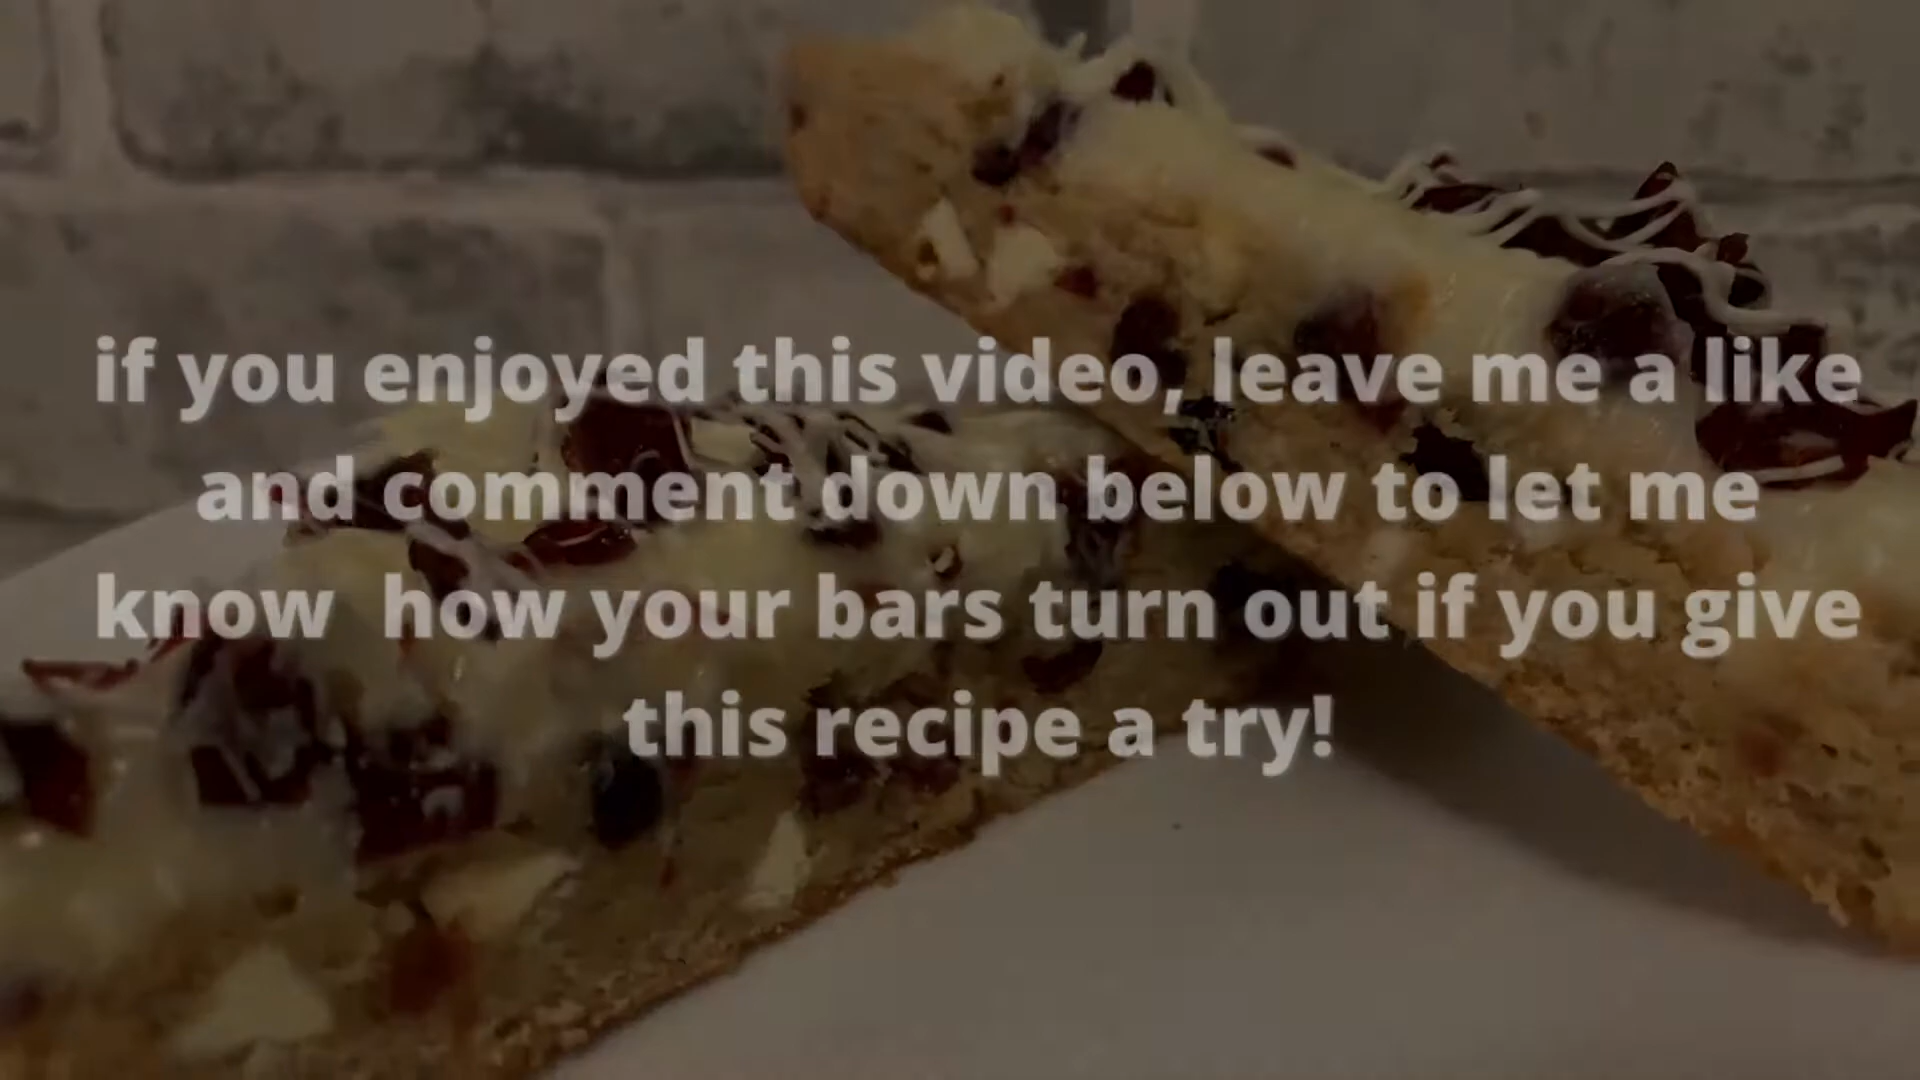 if you enjoyed this video, leave me a like
and comment down below to let me
know  how your bars turn out if you give
this recipe a try!